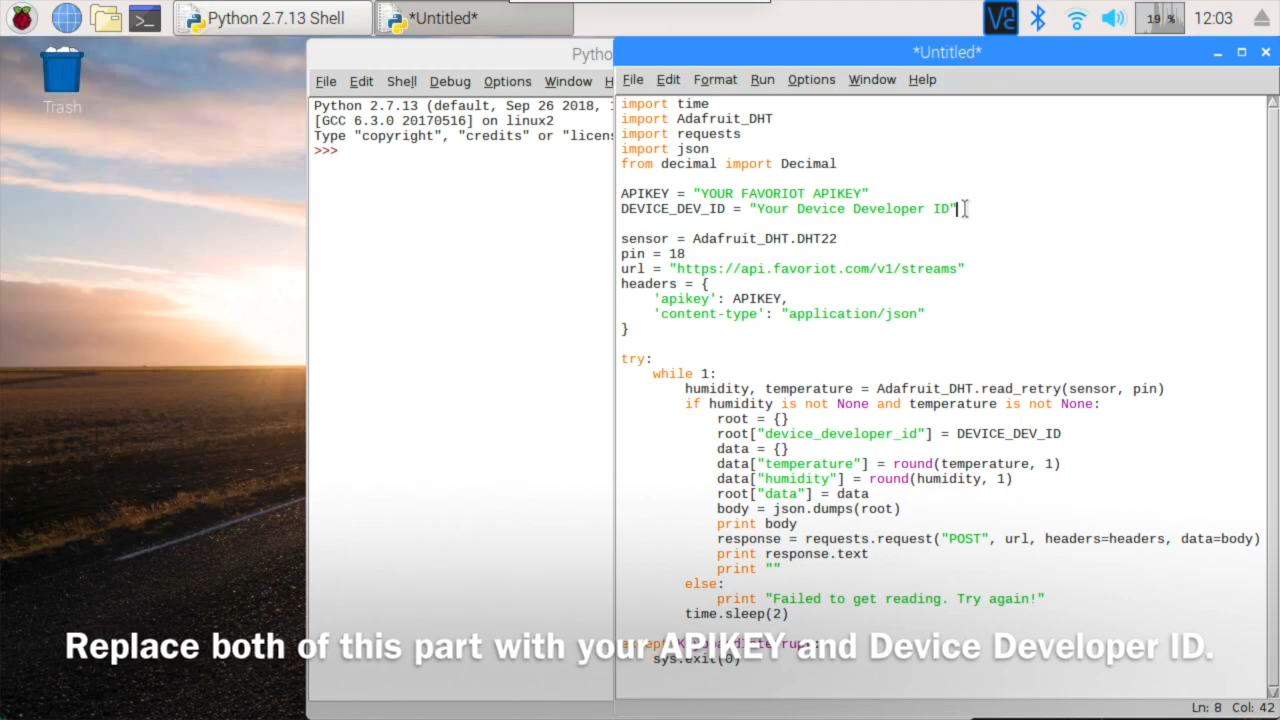 Python 2.7.13 Shell
*Untitled*
19 %
12:03
Trash
Pytho
File Edit Shell Debug Options Window H
Python 2.7.13 (default, Sep 26 2018, 
[GCC 6.3.0 20170516] on linux2
Type "copyright", "credits" or "licens
>>>
*Untitled*
File Edit Format Run Options Window Help
import time
import Adafruit_DHT
import requests
import json
from decimal import Decimal
APIKEY = "YOUR FAVORIOT APIKEY"
DEVICE_DEV_ID = "Your Device Developer ID"
sensor = Adafruit_DHT.DHT22
pin = 18
url = "https://api.favoriot.com/v1/streams"
headers = {
    'apikey': APIKEY,
    'content-type': "application/json"
}
try:
    while 1:
        humidity, temperature = Adafruit_DHT.read_retry(sensor, pin)
        if humidity is not None and temperature is not None:
            root = {}
            root["device_developer_id"] = DEVICE_DEV_ID
            data = {}
            data["temperature"] = round(temperature, 1)
            data["humidity"] = round(humidity, 1)
            root["data"] = data
            body = json.dumps(root)
            print body
            response = requests.request("POST", url, headers=headers, data=body)
            print response.text
            print ""
        else:
            print "Failed to get reading. Try again!"
        time.sleep(2)
    sys.exit(0)
Replace both of this part with your APIKEY and Device Developer ID.
Ln: 8 Col: 42